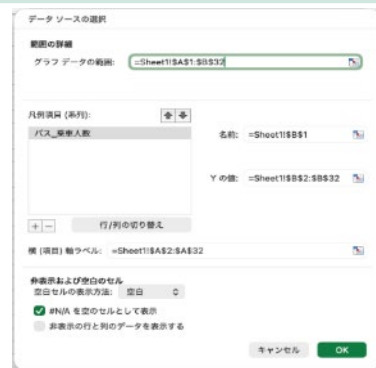 データ ソースの選択
範囲の詳細
グラフ データの範囲: =Sheet1!$A$1:$B$32
凡例項目 (系列):
バス_乗車人数
名前: =Sheet1!$B$1
Y の値: =Sheet1!$B$2:$B$32
行/列の切り替え
横 (項目) 軸ラベル: =Sheet1!$A$2:$A$32
非表示および空白のセル
空白セルの表示方法: 空白
#N/A を空のセルとして表示
非表示の行と列のデータを表示する
キャンセル OK